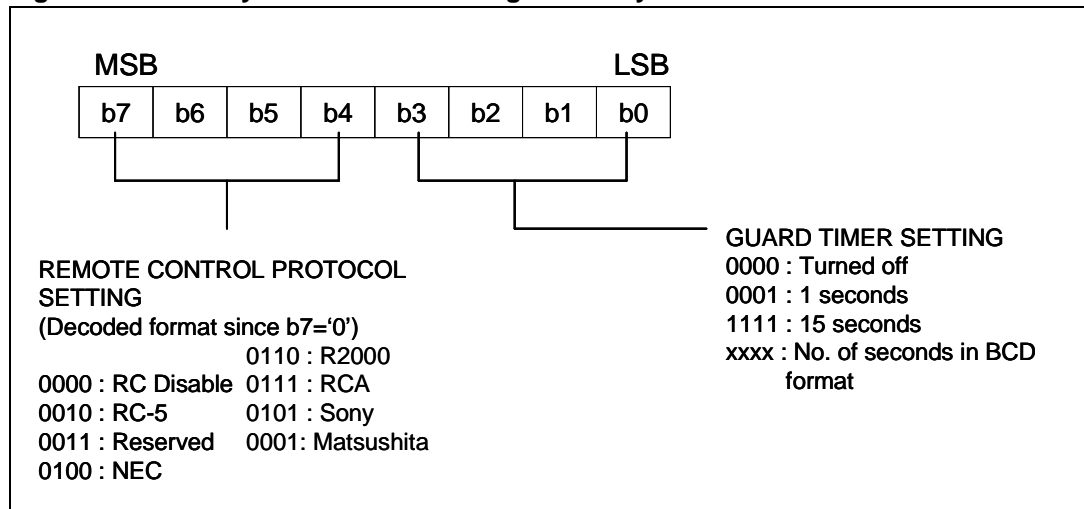 MSB LSB
b7 b6 b5 b4 b3 b2 b1 b0
REMOTE CONTROL PROTOCOL
SETTING
(Decoded format since b7=‘0’)
0110 : R2000
0000 : RC Disable 0111 : RCA
0010 : RC-5 0101 : Sony
0011 : Reserved 0001: Matsushita
0100 : NEC
GUARD TIMER SETTING
0000 : Turned off
0001 : 1 seconds
1111 : 15 seconds
xxxx : No. of seconds in BCD
format